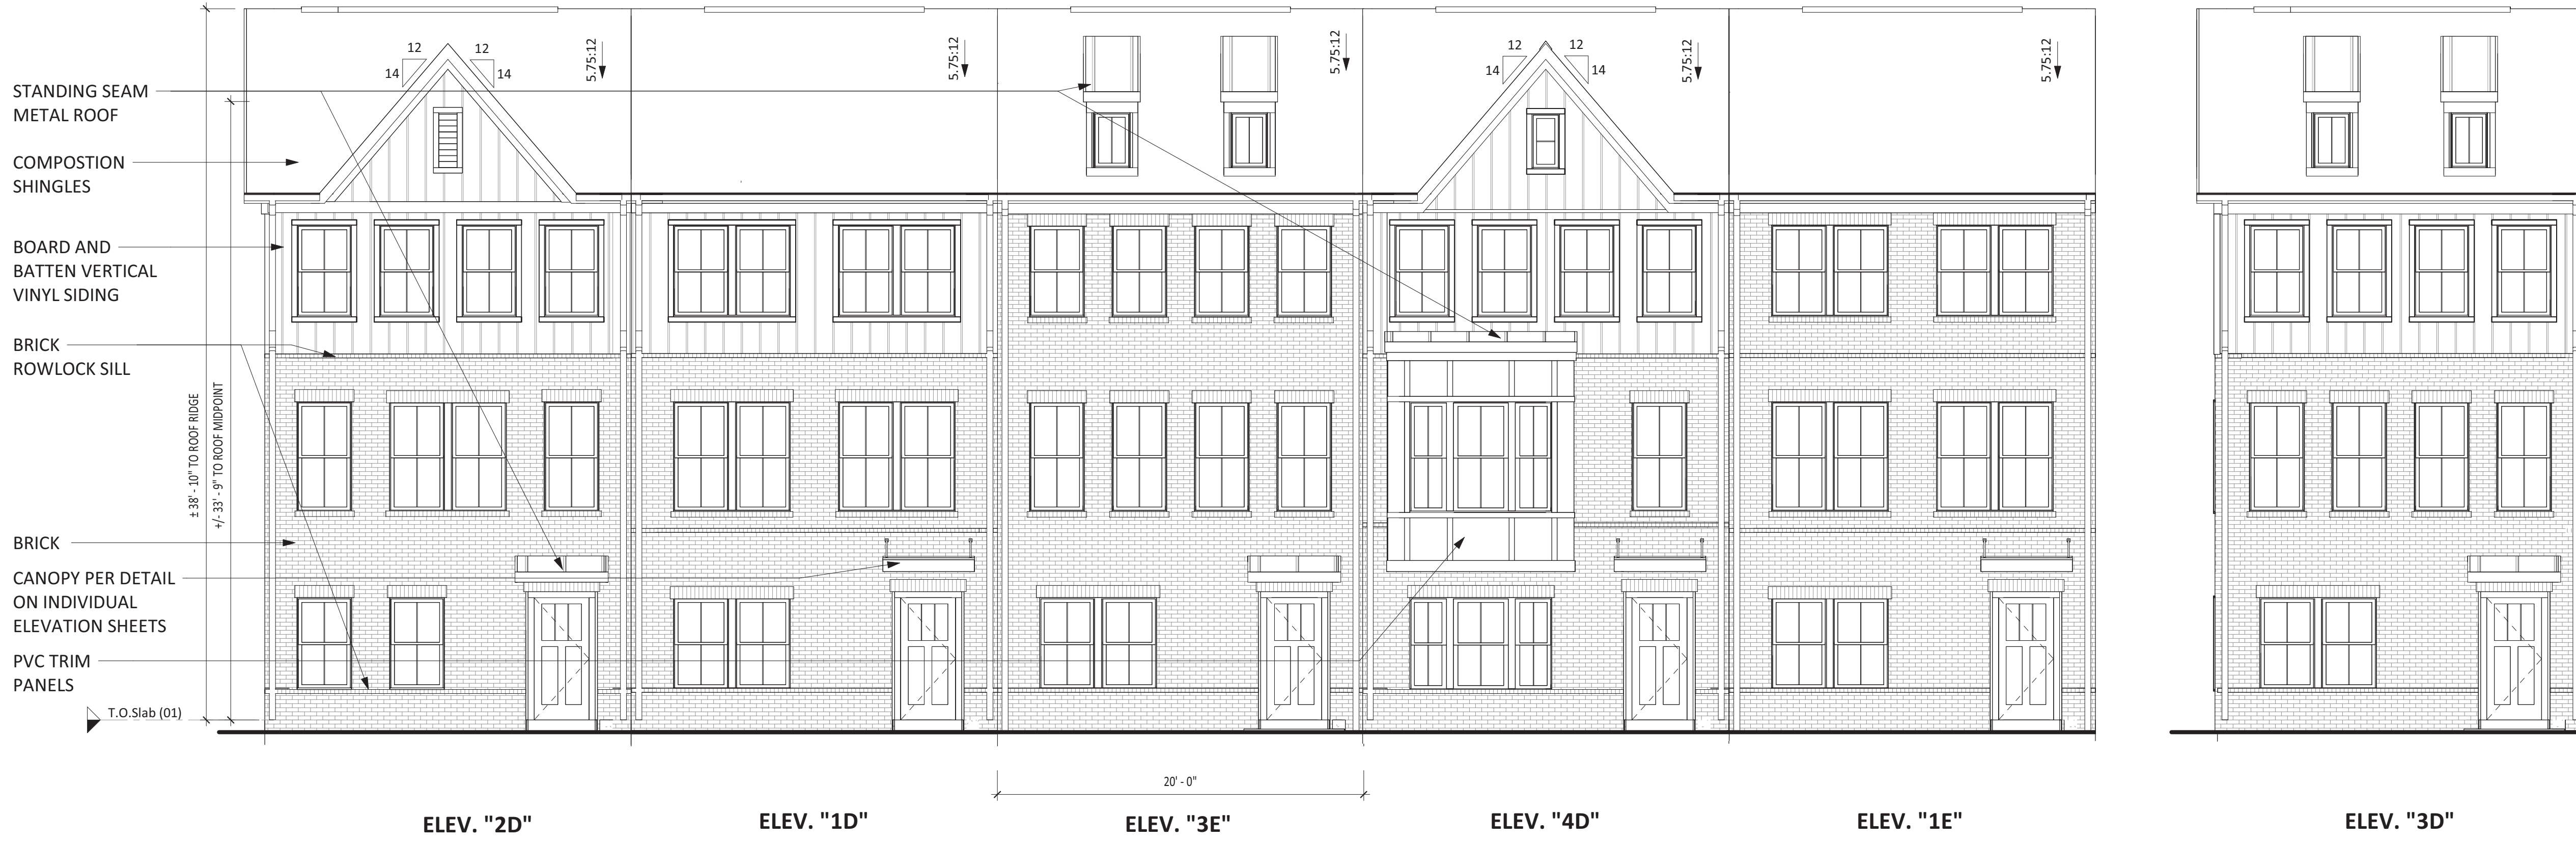 12
12
14
14
5.75:12
5.75:12
5.75:12
12
12
14
14
5.75:12
5.75:12
STANDING SEAM
METAL ROOF
COMPOSTION
SHINGLES
BOARD AND
BATTEN VERTICAL
VINYL SIDING
BRICK
ROWLOCK SILL
± 38' - 10" TO ROOF RIDGE
+/- 33' - 9" TO ROOF MIDPOINT
BRICK
CANOPY PER DETAIL
ON INDIVIDUAL
ELEVATION SHEETS
PVC TRIM
PANELS
T.O.Slab (01)
20' - 0"
ELEV. "2D"
ELEV. "1D"
ELEV. "3E"
ELEV. "4D"
ELEV. "1E"
ELEV. "3D"